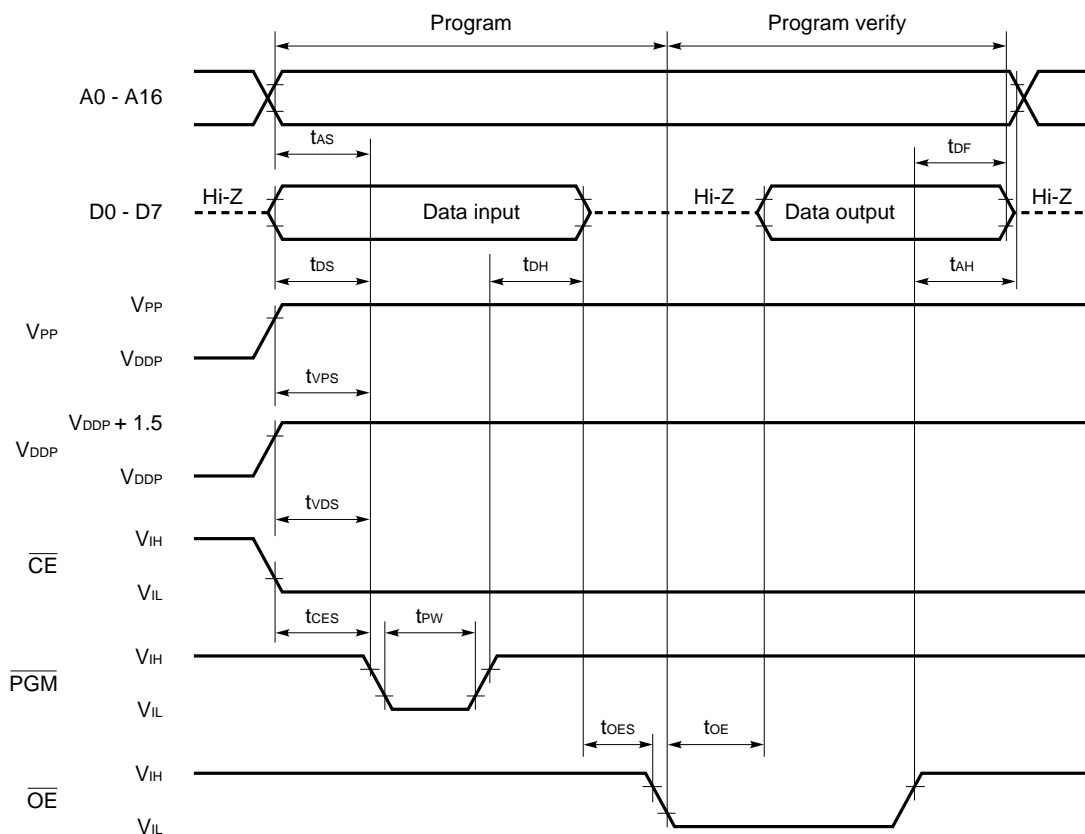 Program Program verify
A0 - A16
tAS tDF
D0 - D7 Hi-Z Data input Hi-Z Data output Hi-Z
tDS tDH tAH
VPP
VPP
VDDP
tVPS
VDDP + 1.5
VDDP
VDDP
tVDS
VIH
CE
VIL
tCES tPW
VIH
PGM
VIL
tOES tOE
VIH
OE
VIL